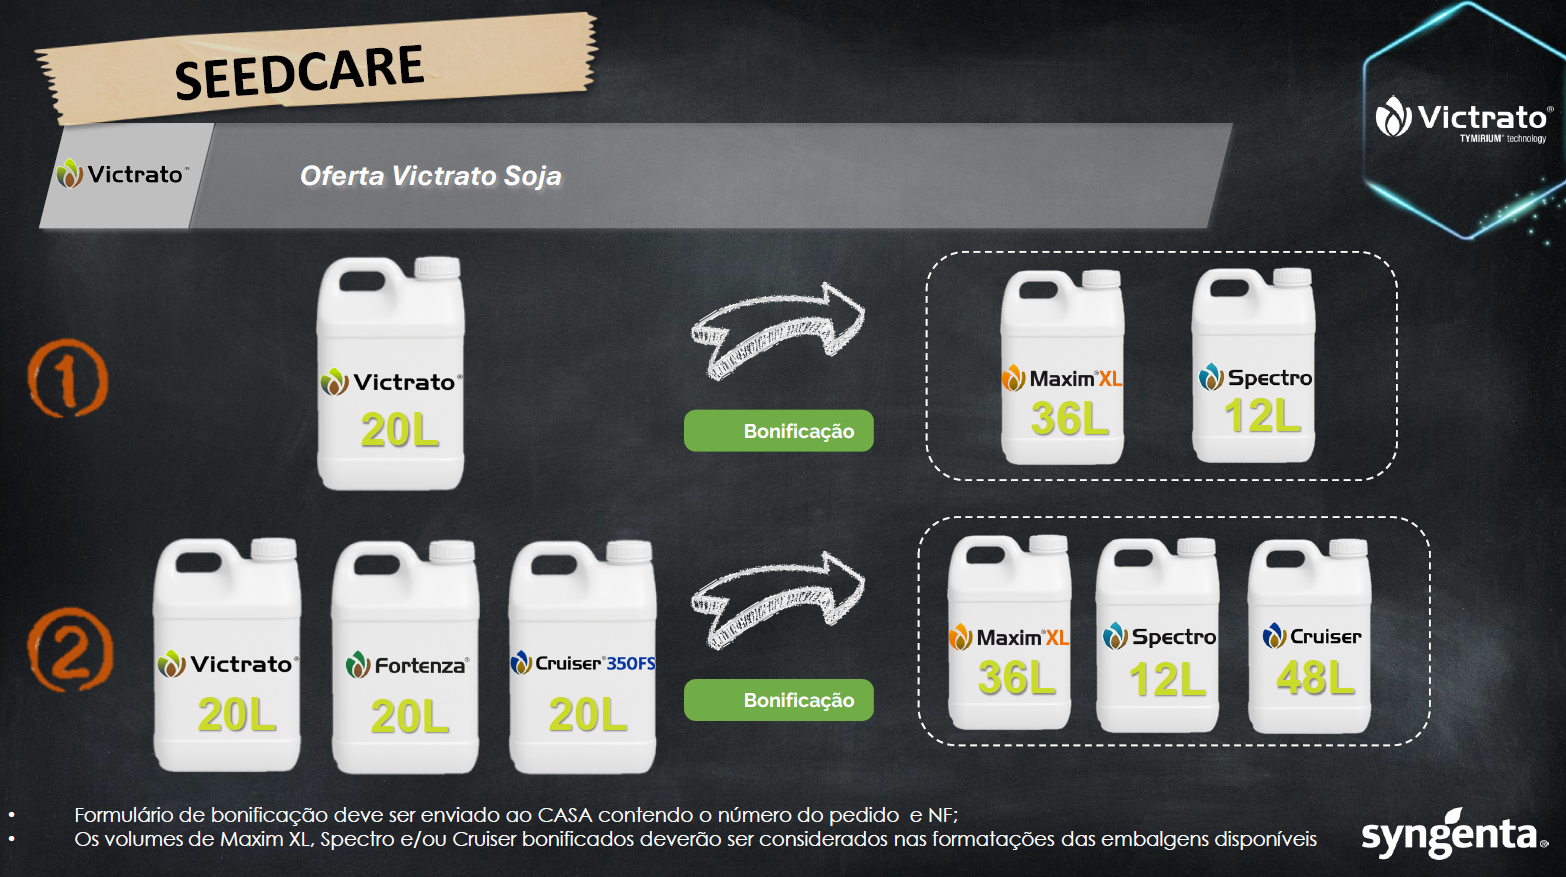 SEEDCARE
Victrato®
TYMIRIUM® technology
Victrato®
Oferta Victrato Soja
1
Victrato®
20L
Bonificação
Maxim®XL
36L
Spectro
12L
2
Victrato®
20L
Fortenza®
20L
Cruiser®350FS
20L
Bonificação
Maxim®XL
36L
Spectro
12L
Cruiser
48L
• Formulário de bonificação deve ser enviado ao CASA contendo o número do pedido e NF;
• Os volumes de Maxim XL, Spectro e/ou Cruiser bonificados deverão ser considerados nas formatações das embalgens disponíveis
syngenta®